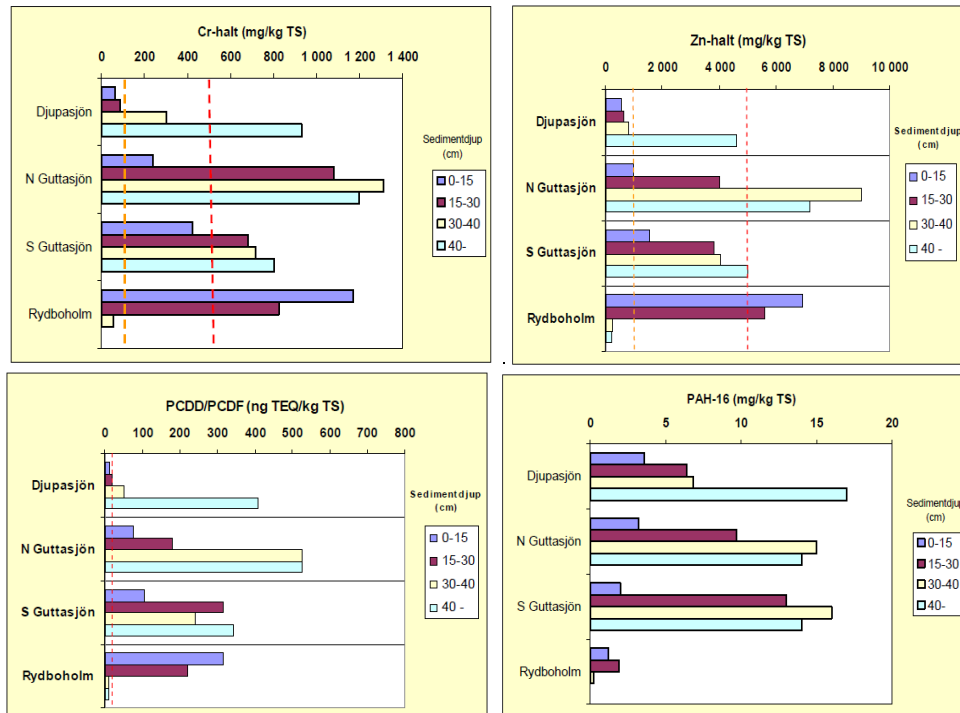 Cr-halt (mg/kg TS)
0 200 400 600 800 1 000 1 200 1 400
Djupasjön
N Guttasjön
S Guttasjön
Rydboholm
Sedimentdjup
(cm)
0-15
15-30
30-40
40-
Zn-halt (mg/kg TS)
0 2 000 4 000 6 000 8 000 10 000
Djupasjön
N Guttasjön
S Guttasjön
Rydboholm
Sedimentdjup
(cm)
0-15
15-30
30-40
40 -
PCDD/PCDF (ng TEQ/kg TS)
0 100 200 300 400 500 600 700 800
Djupasjön
N Guttasjön
S Guttasjön
Rydboholm
Sedimentdjup
(cm)
0-15
15-30
30-40
40 -
PAH-16 (mg/kg TS)
0 5 10 15 20
Djupasjön
N Guttasjön
S Guttasjön
Rydboholm
Sedimentdjup
(cm)
0-15
15-30
30-40
40-